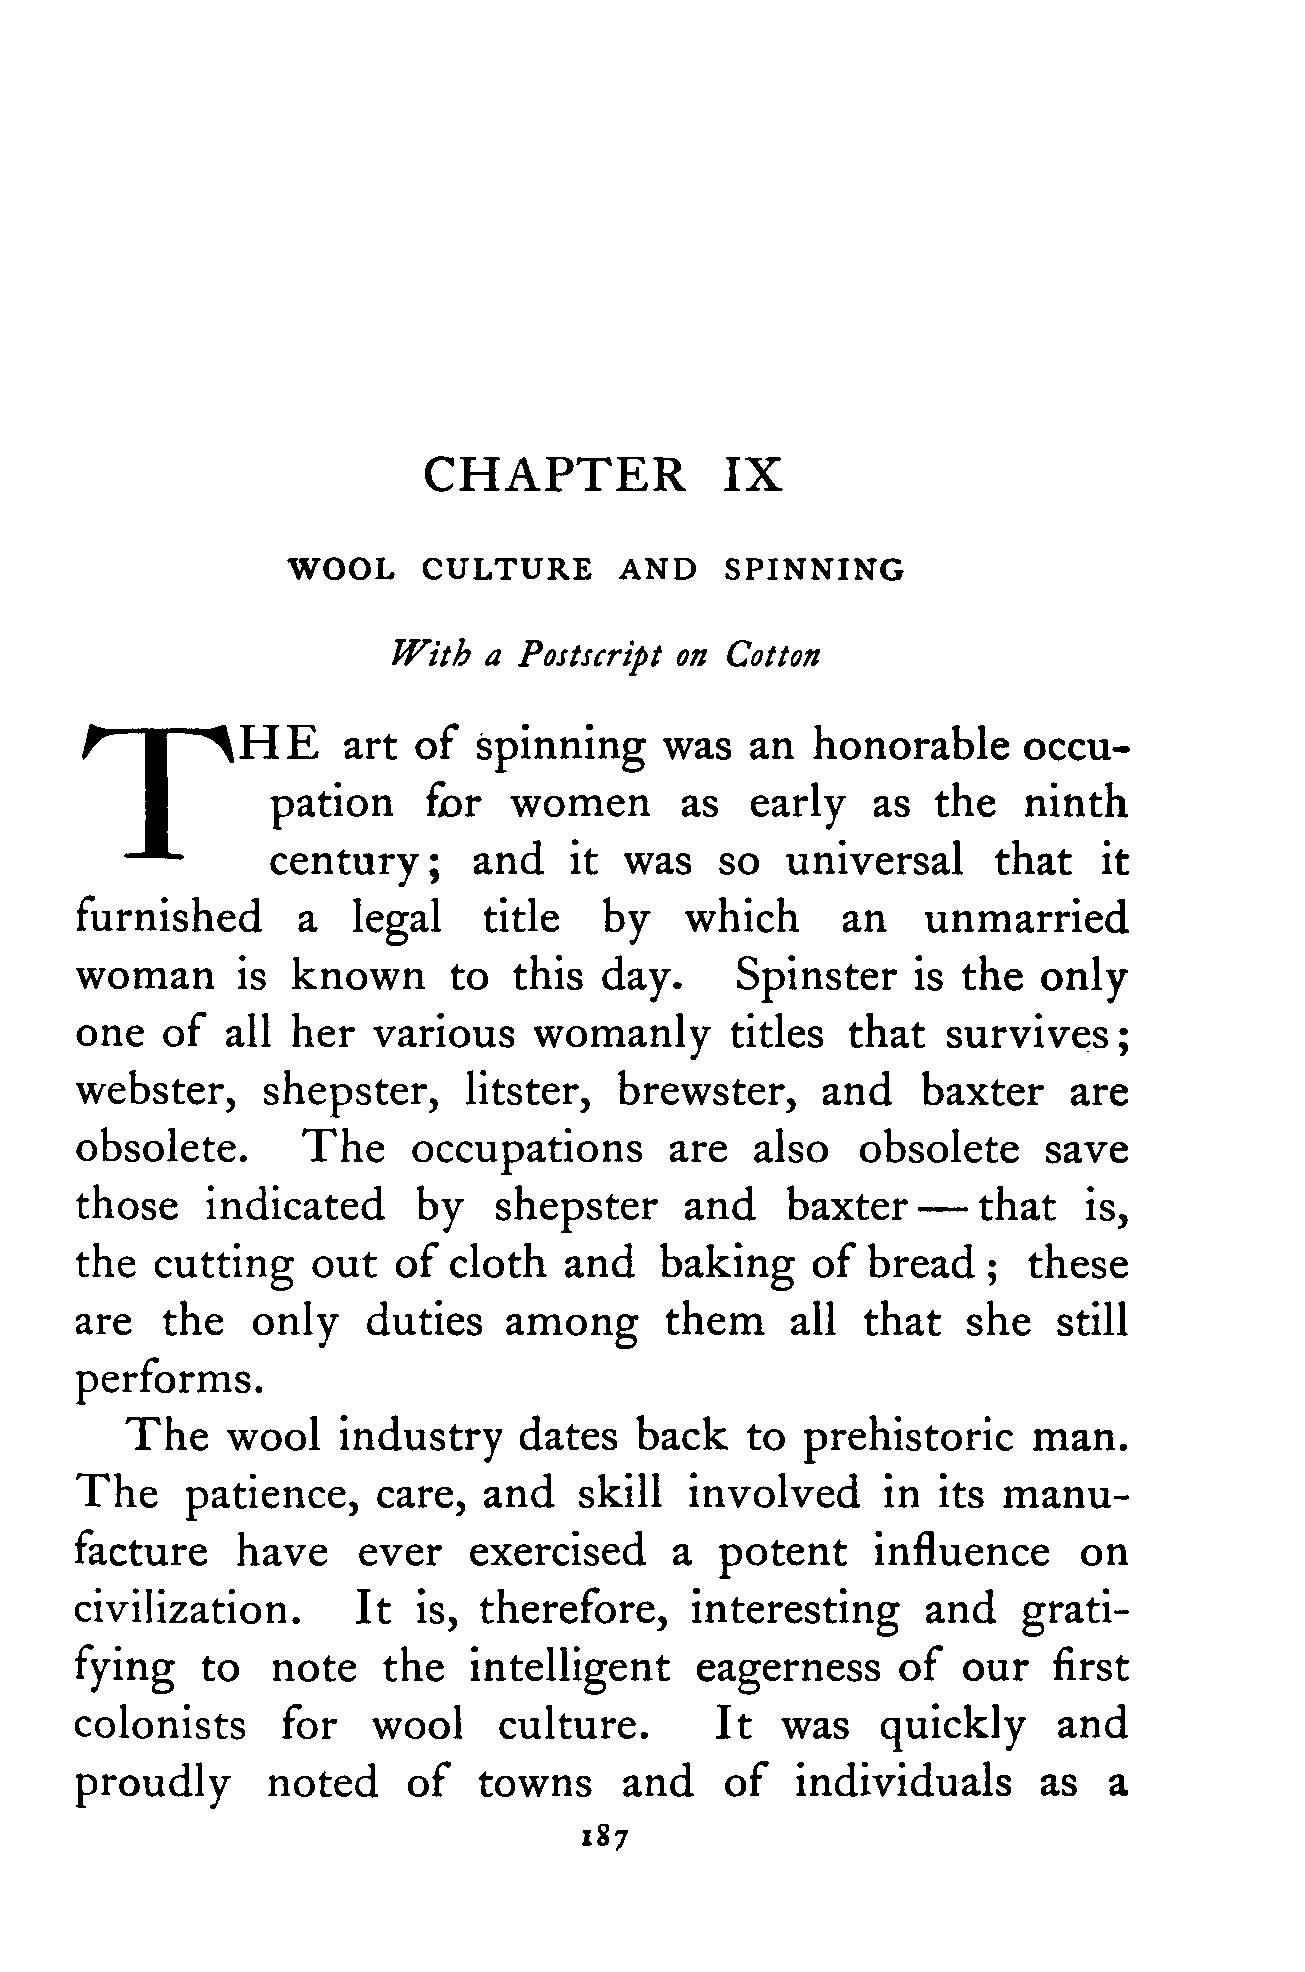 CHAPTER IX
WOOL CULTURE AND SPINNING
With a Postscript on Cotton
THE art of spinning was an honorable occu-
pation for women as early as the ninth
century; and it was so universal that it
furnished a legal title by which an unmarried
woman is known to this day. Spinster is the only
one of all her various womanly titles that survives;
webster, shepster, litster, brewster, and baxter are
obsolete. The occupations are also obsolete save
those indicated by shepster and baxter — that is,
the cutting out of cloth and baking of bread; these
are the only duties among them all that she still
performs.
The wool industry dates back to prehistoric man.
The patience, care, and skill involved in its manu-
facture have ever exercised a potent influence on
civilization. It is, therefore, interesting and grati-
fying to note the intelligent eagerness of our first
colonists for wool culture. It was quickly and
proudly noted of towns and of individuals as a
187